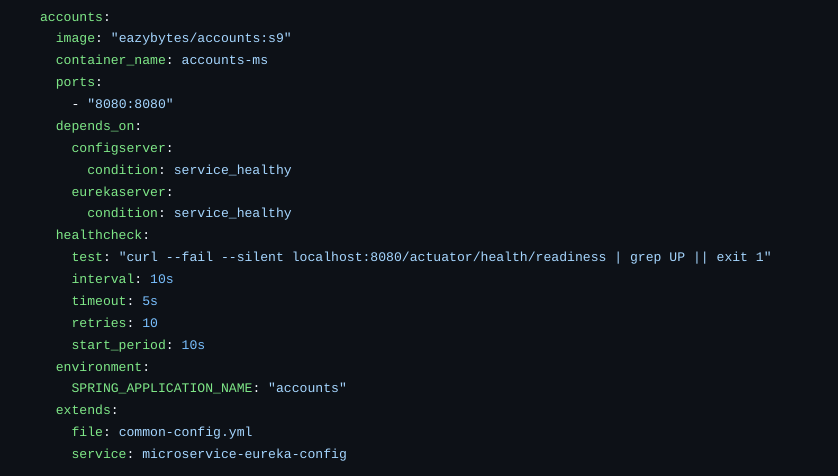 accounts:
  image: "eazybytes/accounts:s9"
  container_name: accounts-ms
  ports:
    - "8080:8080"
  depends_on:
    configserver:
      condition: service_healthy
    eurekaserver:
      condition: service_healthy
  healthcheck:
    test: "curl --fail --silent localhost:8080/actuator/health/readiness | grep UP || exit 1"
    interval: 10s
    timeout: 5s
    retries: 10
    start_period: 10s
  environment:
    SPRING_APPLICATION_NAME: "accounts"
  extends:
    file: common-config.yml
    service: microservice-eureka-config